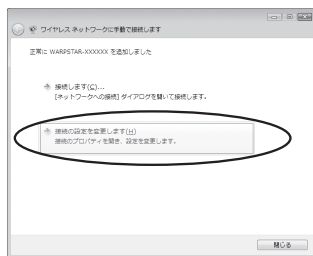 ワイヤレス ネットワークに手動で接続します
正常に WARPSTAR-XXXXXX を追加しました
接続します(C)...
[ネットワークへの接続] ダイアログを開いて接続します。
接続の設定を変更します(H)
接続のプロパティを開き、設定を変更します。
閉じる